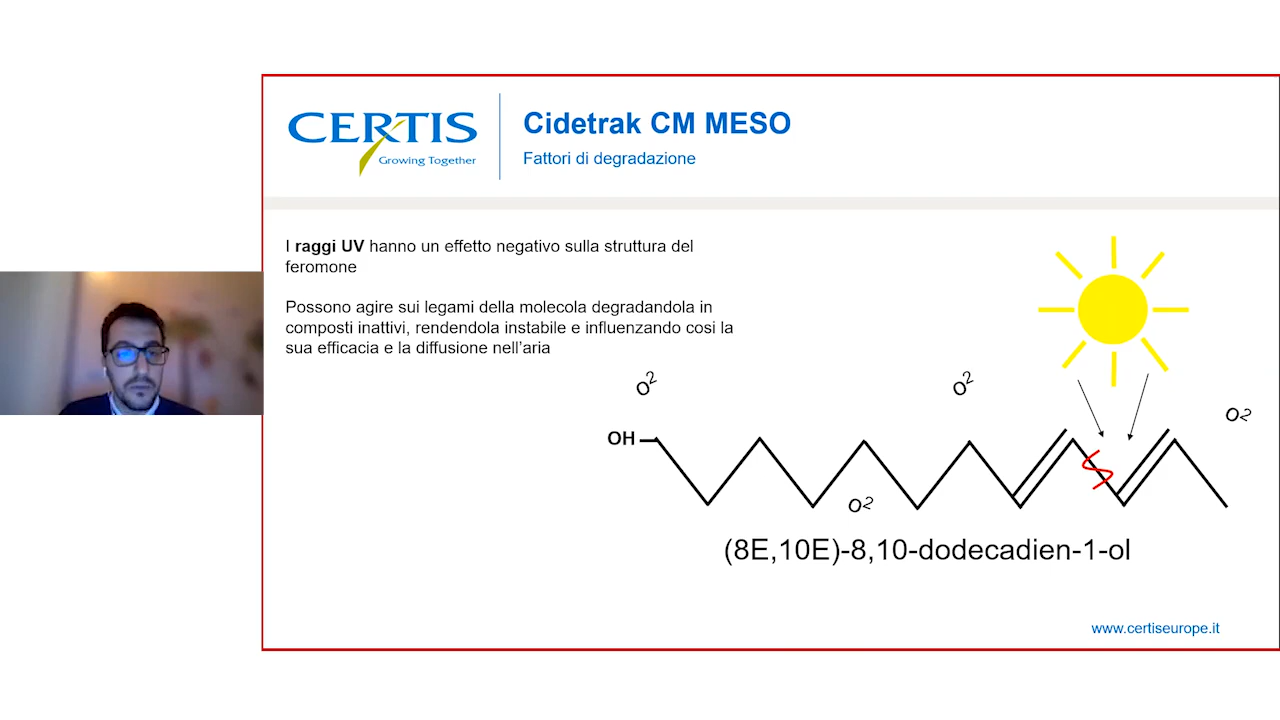 CERTIS
Growing Together
Cidetrak CM MESO
Fattori di degradazione
I raggi UV hanno un effetto negativo sulla struttura del
feromone
Possono agire sui legami della molecola degradandola in
composti inattivi, rendendola instabile e influenzando cosi la
sua efficacia e la diffusione nell'aria
O²
O²
O²
OH
O²
(8E,10E)-8,10-dodecadien-1-ol
www.certiseurope.it